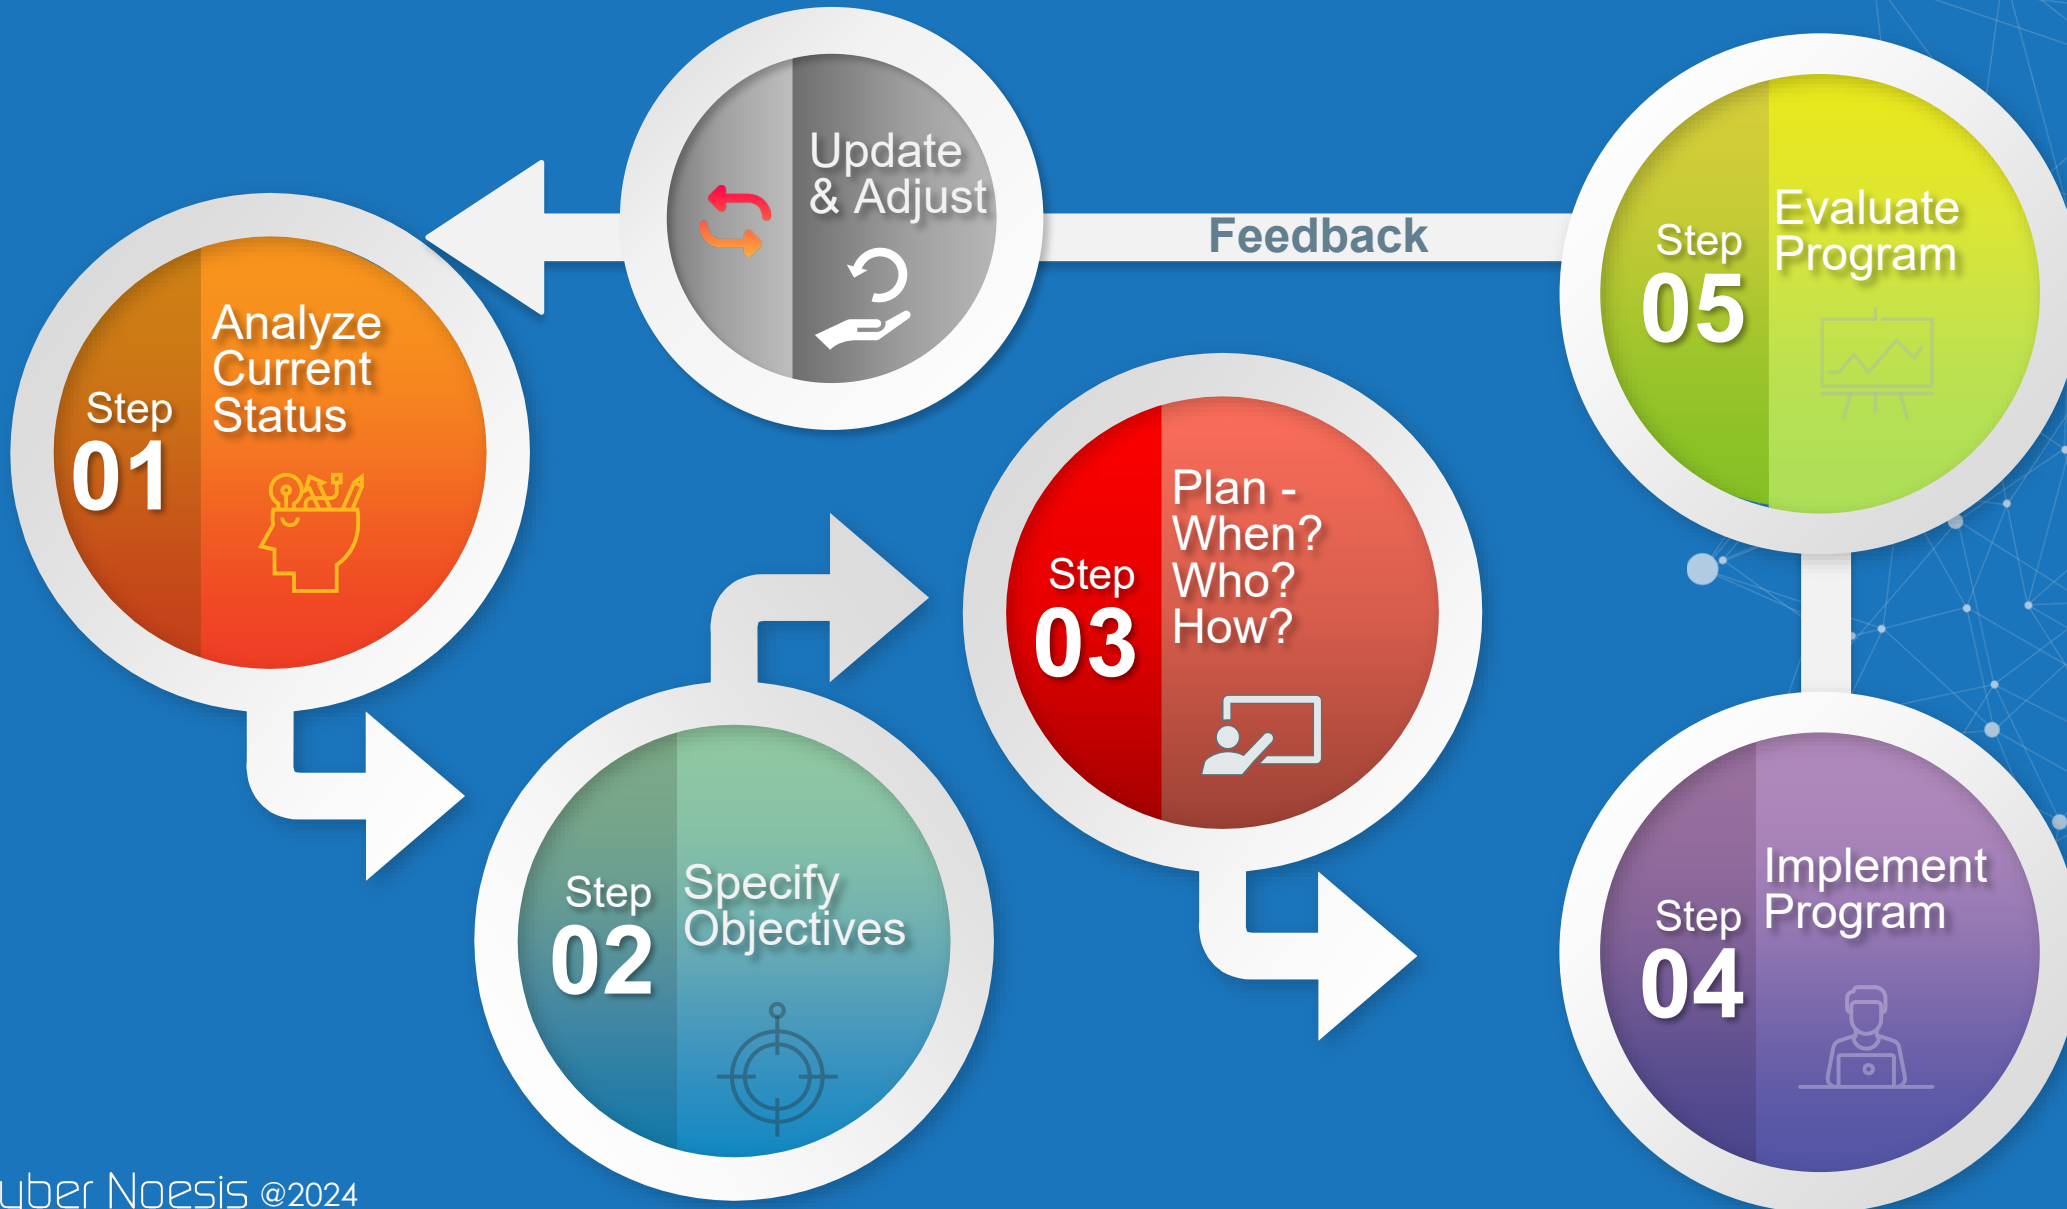 Update
& Adjust
Feedback
Step
05
Evaluate
Program
Step
01
Analyze
Current
Status
Step
03
Plan -
When?
Who?
How?
Step
02
Specify
Objectives
Step
04
Implement
Program
yber Noesis @2024